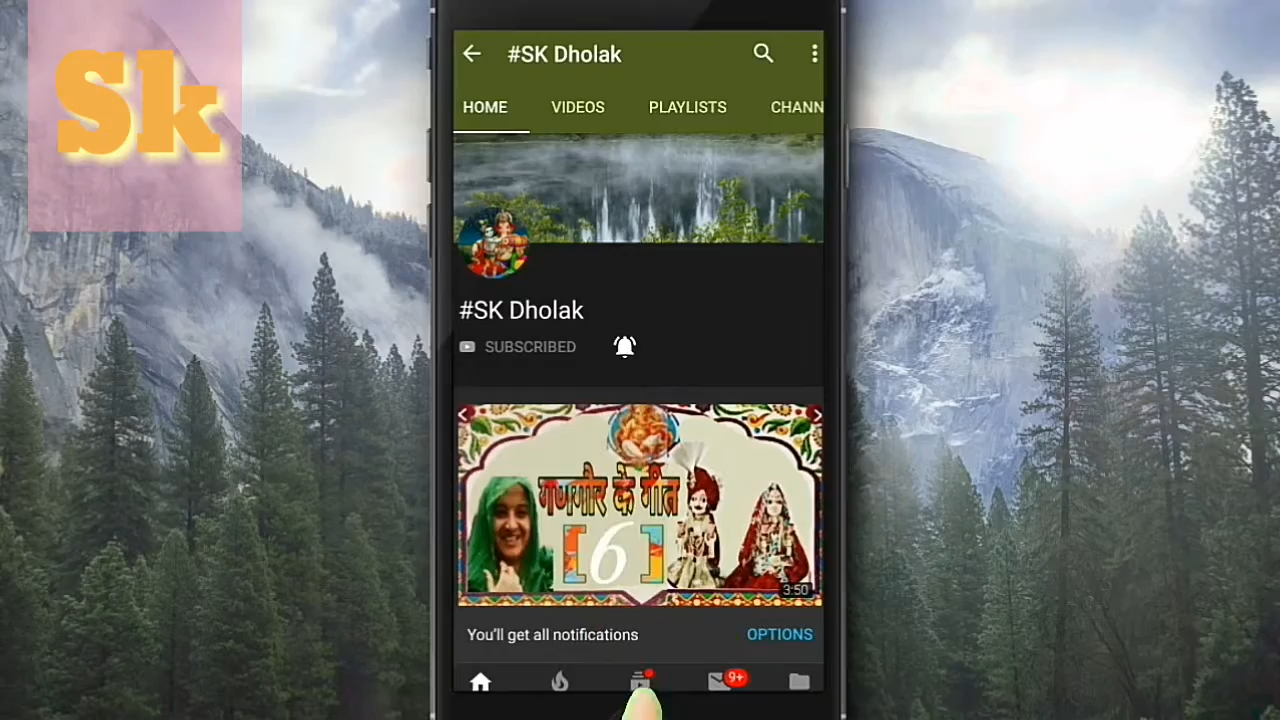 Sk
#SK Dholak
HOME VIDEOS PLAYLISTS CHANN
#SK Dholak
SUBSCRIBED
गणगौर के गीत
[6]
3:50
You'll get all notifications OPTIONS
9+